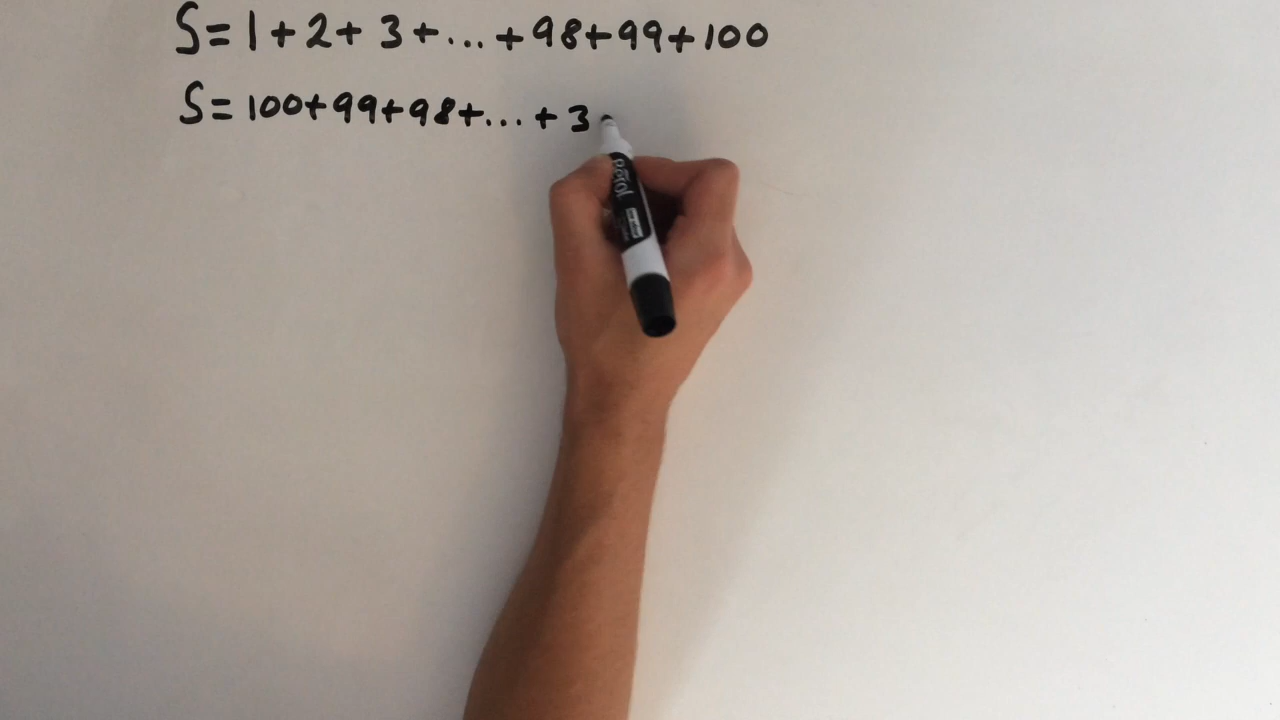 S = 1 + 2 + 3 + ... + 98 + 99 + 100
S = 100 + 99 + 98 + ... + 3